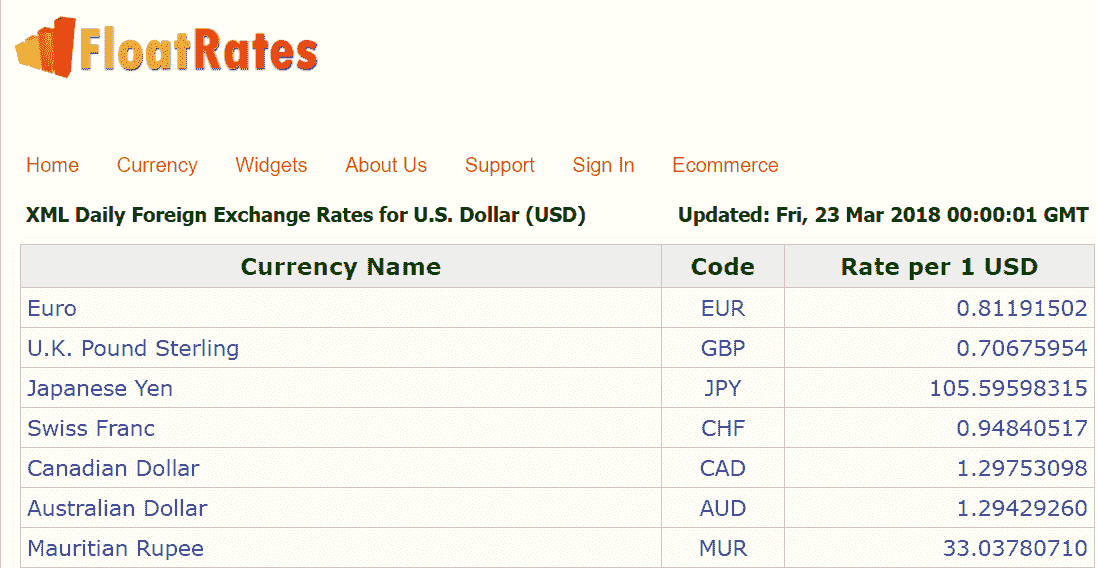 FloatRates
Home Currency Widgets About Us Support Sign In Ecommerce
XML Daily Foreign Exchange Rates for U.S. Dollar (USD) Updated: Fri, 23 Mar 2018 00:00:01 GMT
Currency Name Code Rate per 1 USD
Euro EUR 0.81191502
U.K. Pound Sterling GBP 0.70675954
Japanese Yen JPY 105.59598315
Swiss Franc CHF 0.94840517
Canadian Dollar CAD 1.29753098
Australian Dollar AUD 1.29429260
Mauritian Rupee MUR 33.03780710